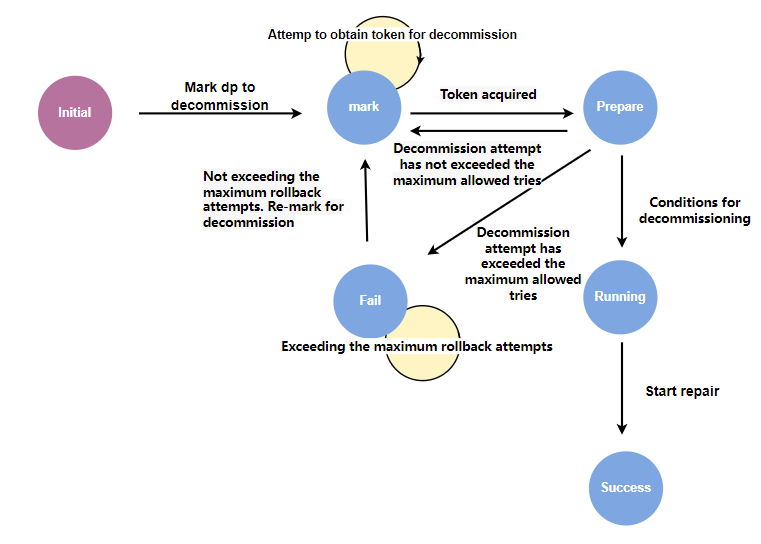 Attemp to obtain token for decommission
Mark dp to
decommission
Initial
mark
Token acquired
Prepare
Decommission attempt
has not exceeded the
maximum allowed tries
Not exceeding the
maximum rollback
attempts. Re-mark for
decommission
Conditions for
decommissioning
Decommission
attempt has
exceeded the
maximum allowed
tries
Fail
Running
Exceeding the maximum rollback attempts
Start repair
Success